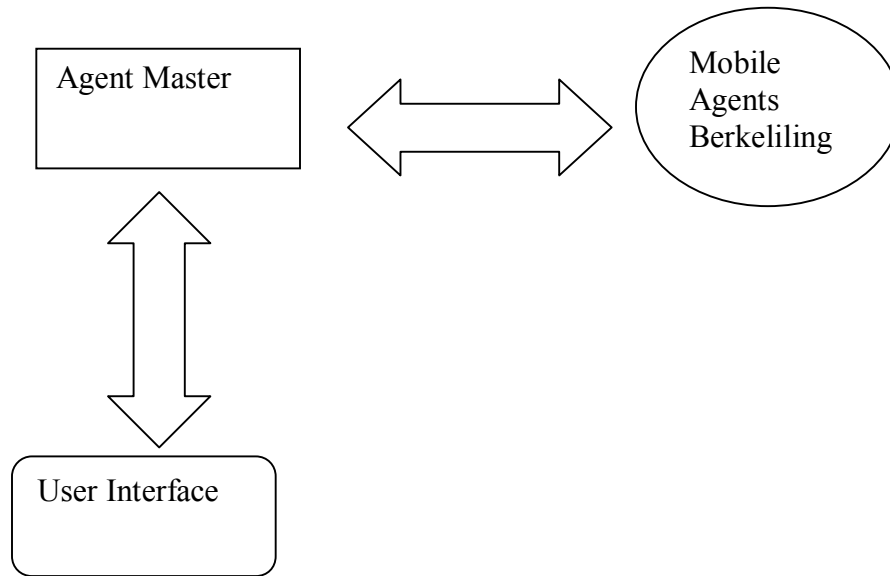 Agent Master
Mobile
Agents
Berkeliling
User Interface